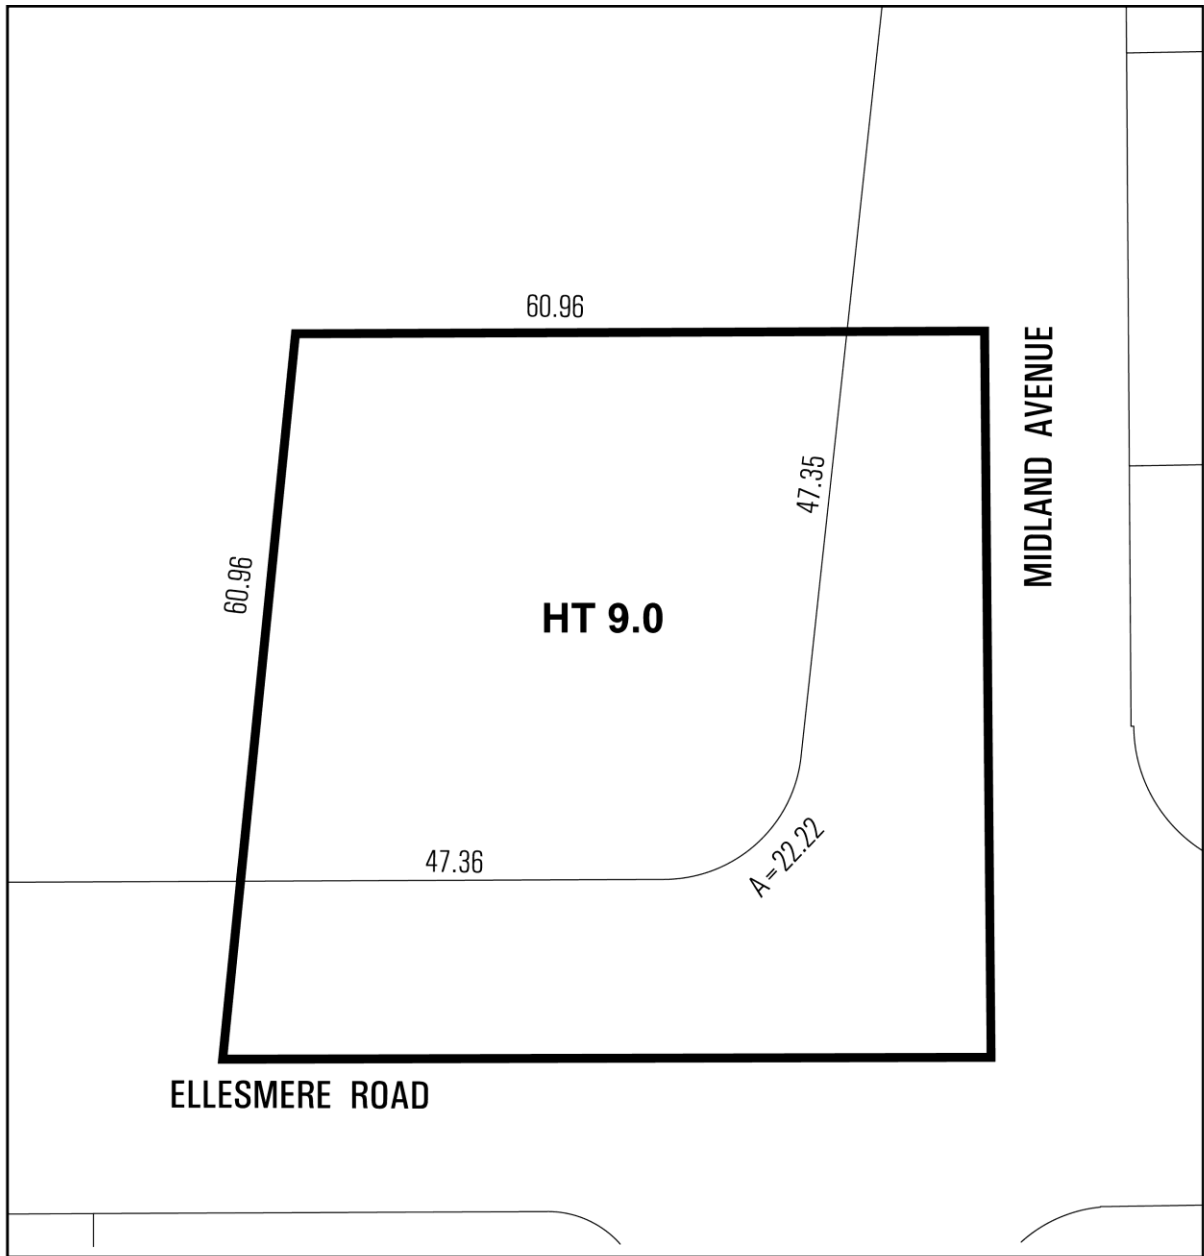 60.96
MIDLAND AVENUE
47.35
60.96
HT 9.0
47.36
A = 22.22
ELLESMERE ROAD